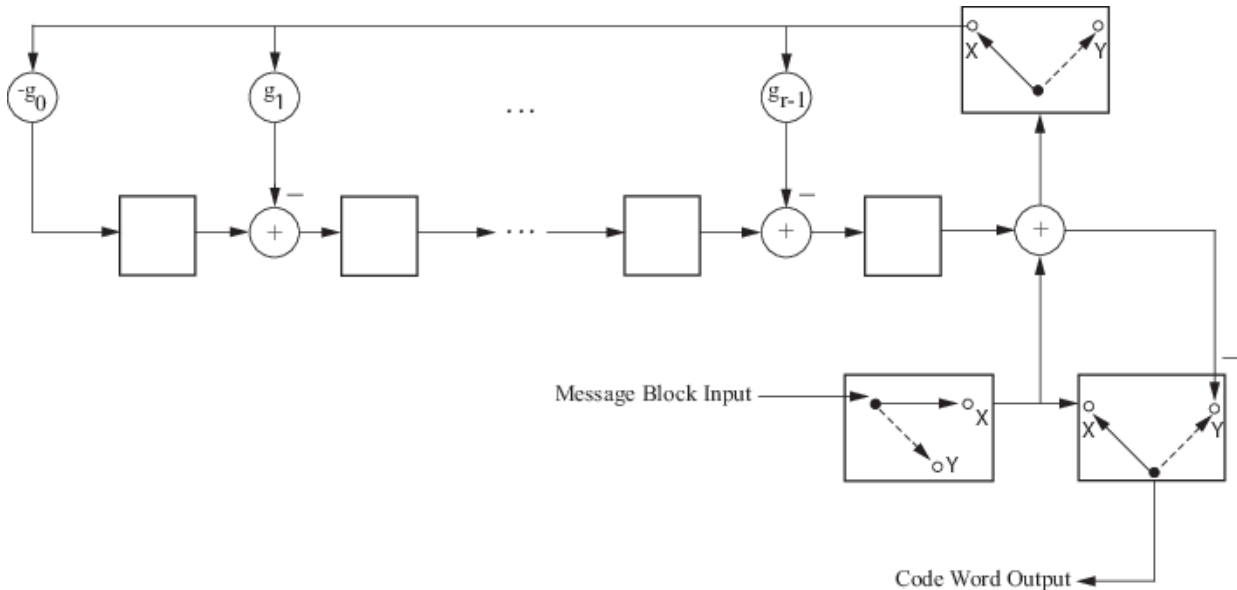 X Y
-g0 g1 ... gr-1
− −
+ ... + +
−
Message Block Input
X X Y
Y
Code Word Output